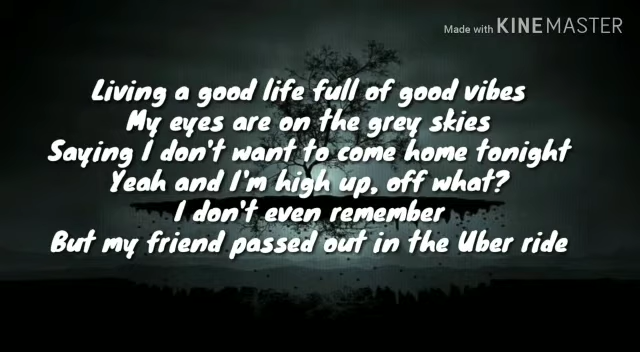 Made with KINEMASTER
Living a good life full of good vibes
My eyes are on the grey skies
Saying I don't want to come home tonight
Yeah and I'm high up, off what?
I don't even remember
But my friend passed out in the Uber ride